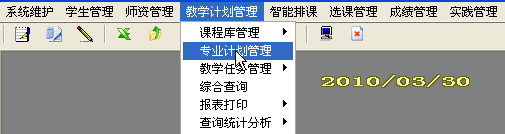 系统维护 学生管理 师资管理 教学计划管理 智能排课 选课管理 成绩管理 实践管理
课程库管理
专业计划管理
教学任务管理
综合查询
报表打印
查询统计分析
2010/03/30